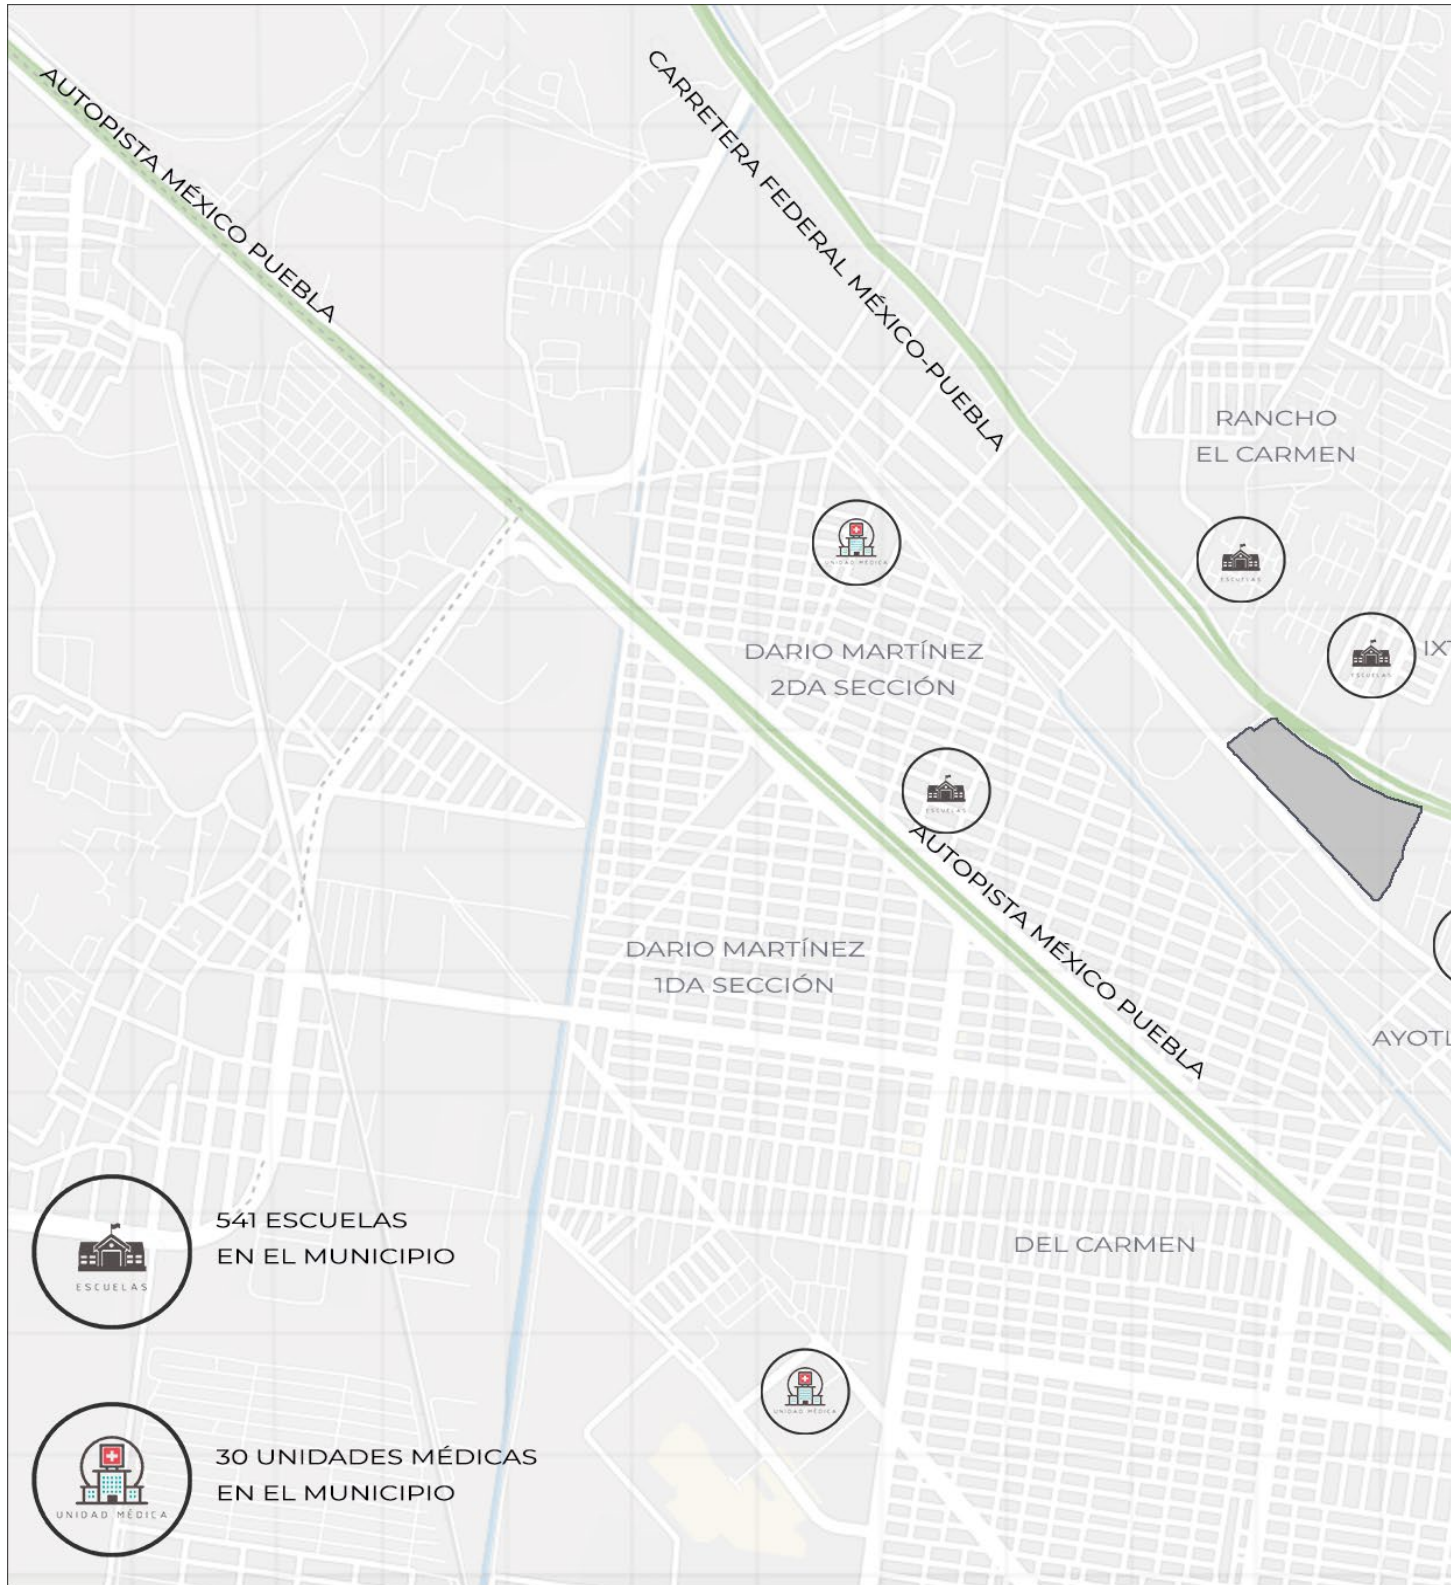 AUTOPISTA MÉXICO PUEBLA
CARRETERA FEDERAL MÉXICO-PUEBLA
RANCHO
EL CARMEN
UNIDAD MÉDICA
ESCUELAS
ESCUELAS
IXT
DARIO MARTÍNEZ
2DA SECCIÓN
ESCUELAS
AUTOPISTA MÉXICO PUEBLA
DARIO MARTÍNEZ
1DA SECCIÓN
AYOTL
541 ESCUELAS
EN EL MUNICIPIO
ESCUELAS
DEL CARMEN
UNIDAD MÉDICA
30 UNIDADES MÉDICAS
EN EL MUNICIPIO
UNIDAD MÉDICA